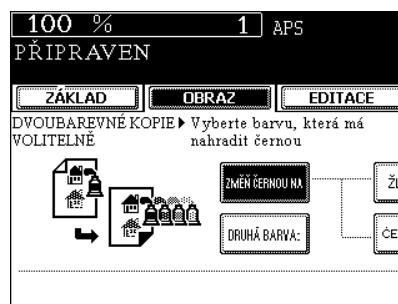 100 % 1 APS
PŘIPRAVEN
ZÁKLAD OBRAZ EDITACE
DVOUBAREVNÉ KOPIE Vyberte barvu, která má
VOLITELNĚ nahradit černou
ZMĚŇ ČERNOU NA
DRUHÁ BARVA: